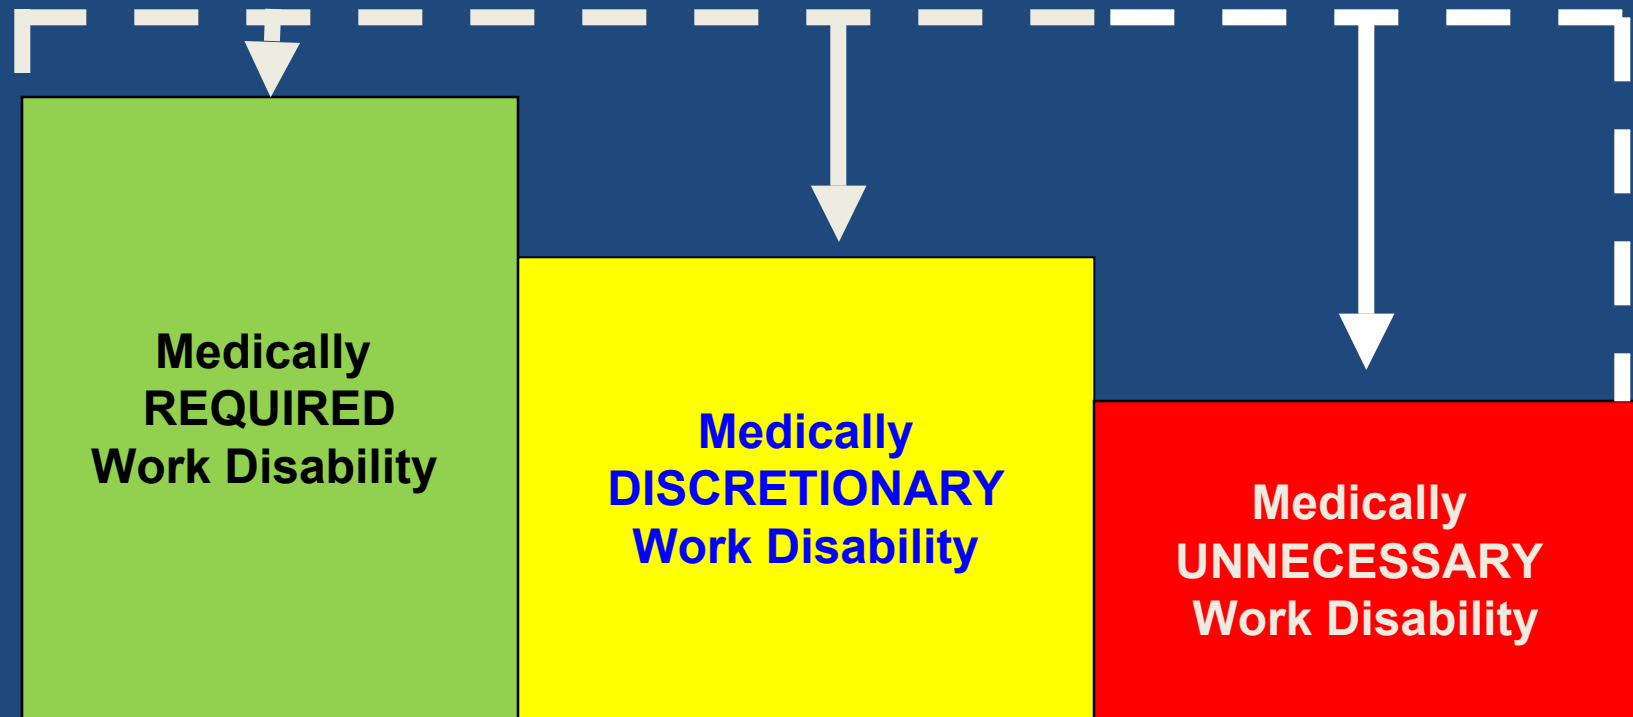 Medically
REQUIRED
Work Disability
Medically
DISCRETIONARY
Work Disability
Medically
UNNECESSARY
Work Disability